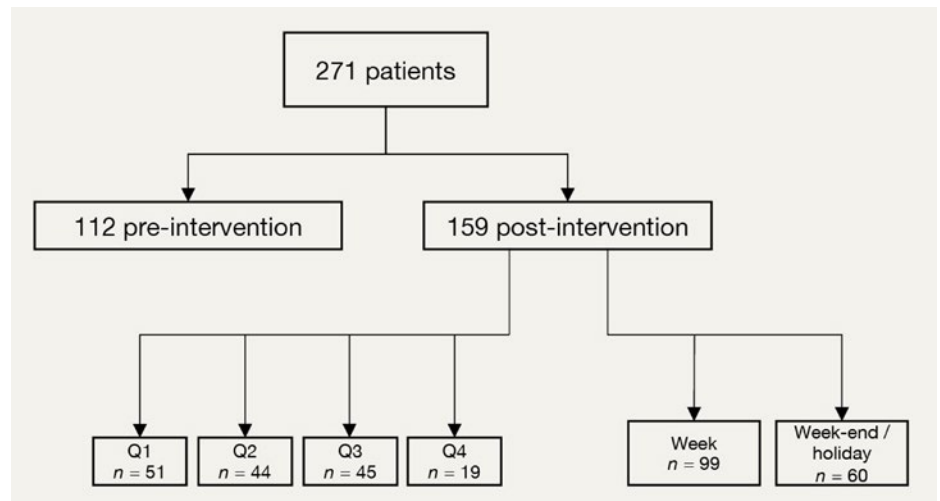 271 patients
112 pre-intervention
159 post-intervention
Q1
n = 51
Q2
n = 44
Q3
n = 45
Q4
n = 19
Week
n = 99
Week-end /
holiday
n = 60